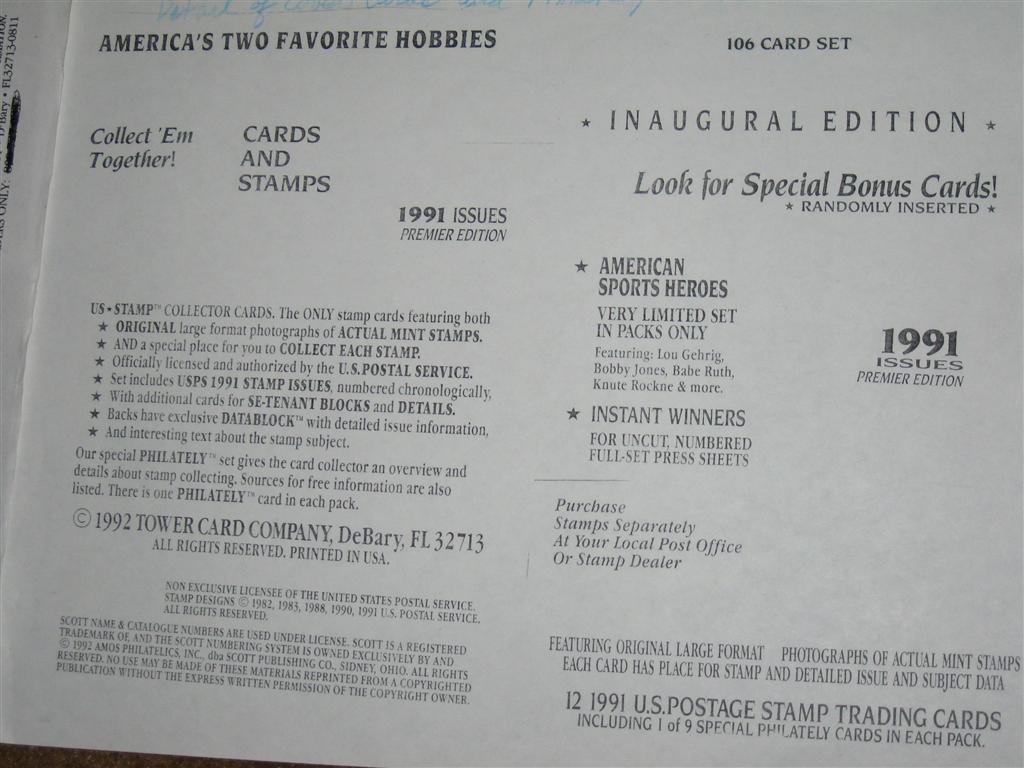 Detail of
AMERICA'S TWO FAVORITE HOBBIES
Collect 'Em
Together!
CARDS
AND
STAMPS
1991 ISSUES
PREMIER EDITION
US★STAMP™ COLLECTOR CARDS. The ONLY stamp cards featuring both
★ ORIGINAL large format photographs of ACTUAL MINT STAMPS.
★ AND a special place for you to COLLECT EACH STAMP.
★ Officially licensed and authorized by the U.S.POSTAL SERVICE.
★ Set includes USPS 1991 STAMP ISSUES, numbered chronologically,
★ With additional cards for SE-TENANT BLOCKS and DETAILS.
★ Backs have exclusive DATABLOCK™ with detailed issue information,
★ And interesting text about the stamp subject.
Our special PHILATELY™ set gives the card collector an overview and
details about stamp collecting. Sources for free information are also
listed. There is one PHILATELY™ card in each pack.
© 1992 TOWER CARD COMPANY, DeBary, FL 32713
ALL RIGHTS RESERVED. PRINTED IN USA.
NON EXCLUSIVE LICENSEE OF THE UNITED STATES POSTAL SERVICE.
STAMP DESIGNS © 1982, 1983, 1988, 1990, 1991 U.S. POSTAL SERVICE.
ALL RIGHTS RESERVED.
SCOTT NAME & CATALOGUE NUMBERS ARE USED UNDER LICENSE. SCOTT IS A REGISTERED
TRADEMARK OF, AND THE SCOTT NUMBERING SYSTEM IS OWNED EXCLUSIVELY BY AND
© 1992 AMOS PHILATELICS, INC., dba SCOTT PUBLISHING CO., SIDNEY, OHIO. ALL RIGHTS
RESERVED. NO USE MAY BE MADE OF THESE MATERIALS REPRINTED FROM A COPYRIGHTED
PUBLICATION WITHOUT THE EXPRESS WRITTEN PERMISSION OF THE COPYRIGHT OWNER.
106 CARD SET
★ INAUGURAL EDITION ★
Look for Special Bonus Cards!
★ RANDOMLY INSERTED ★
★ AMERICAN
SPORTS HEROES
VERY LIMITED SET
IN PACKS ONLY
Featuring: Lou Gehrig,
Bobby Jones, Babe Ruth,
Knute Rockne & more.
★ INSTANT WINNERS
FOR UNCUT, NUMBERED
FULL-SET PRESS SHEETS
1991
ISSUES
PREMIER EDITION
Purchase
Stamps Separately
At Your Local Post Office
Or Stamp Dealer
FEATURING ORIGINAL LARGE FORMAT PHOTOGRAPHS OF ACTUAL MINT STAMPS
EACH CARD HAS PLACE FOR STAMP AND DETAILED ISSUE AND SUBJECT DATA
12 1991 U.S.POSTAGE STAMP TRADING CARDS
INCLUDING 1 of 9 SPECIAL PHILATELY CARDS IN EACH PACK.
Bary • FL32713-0811
ONLY: